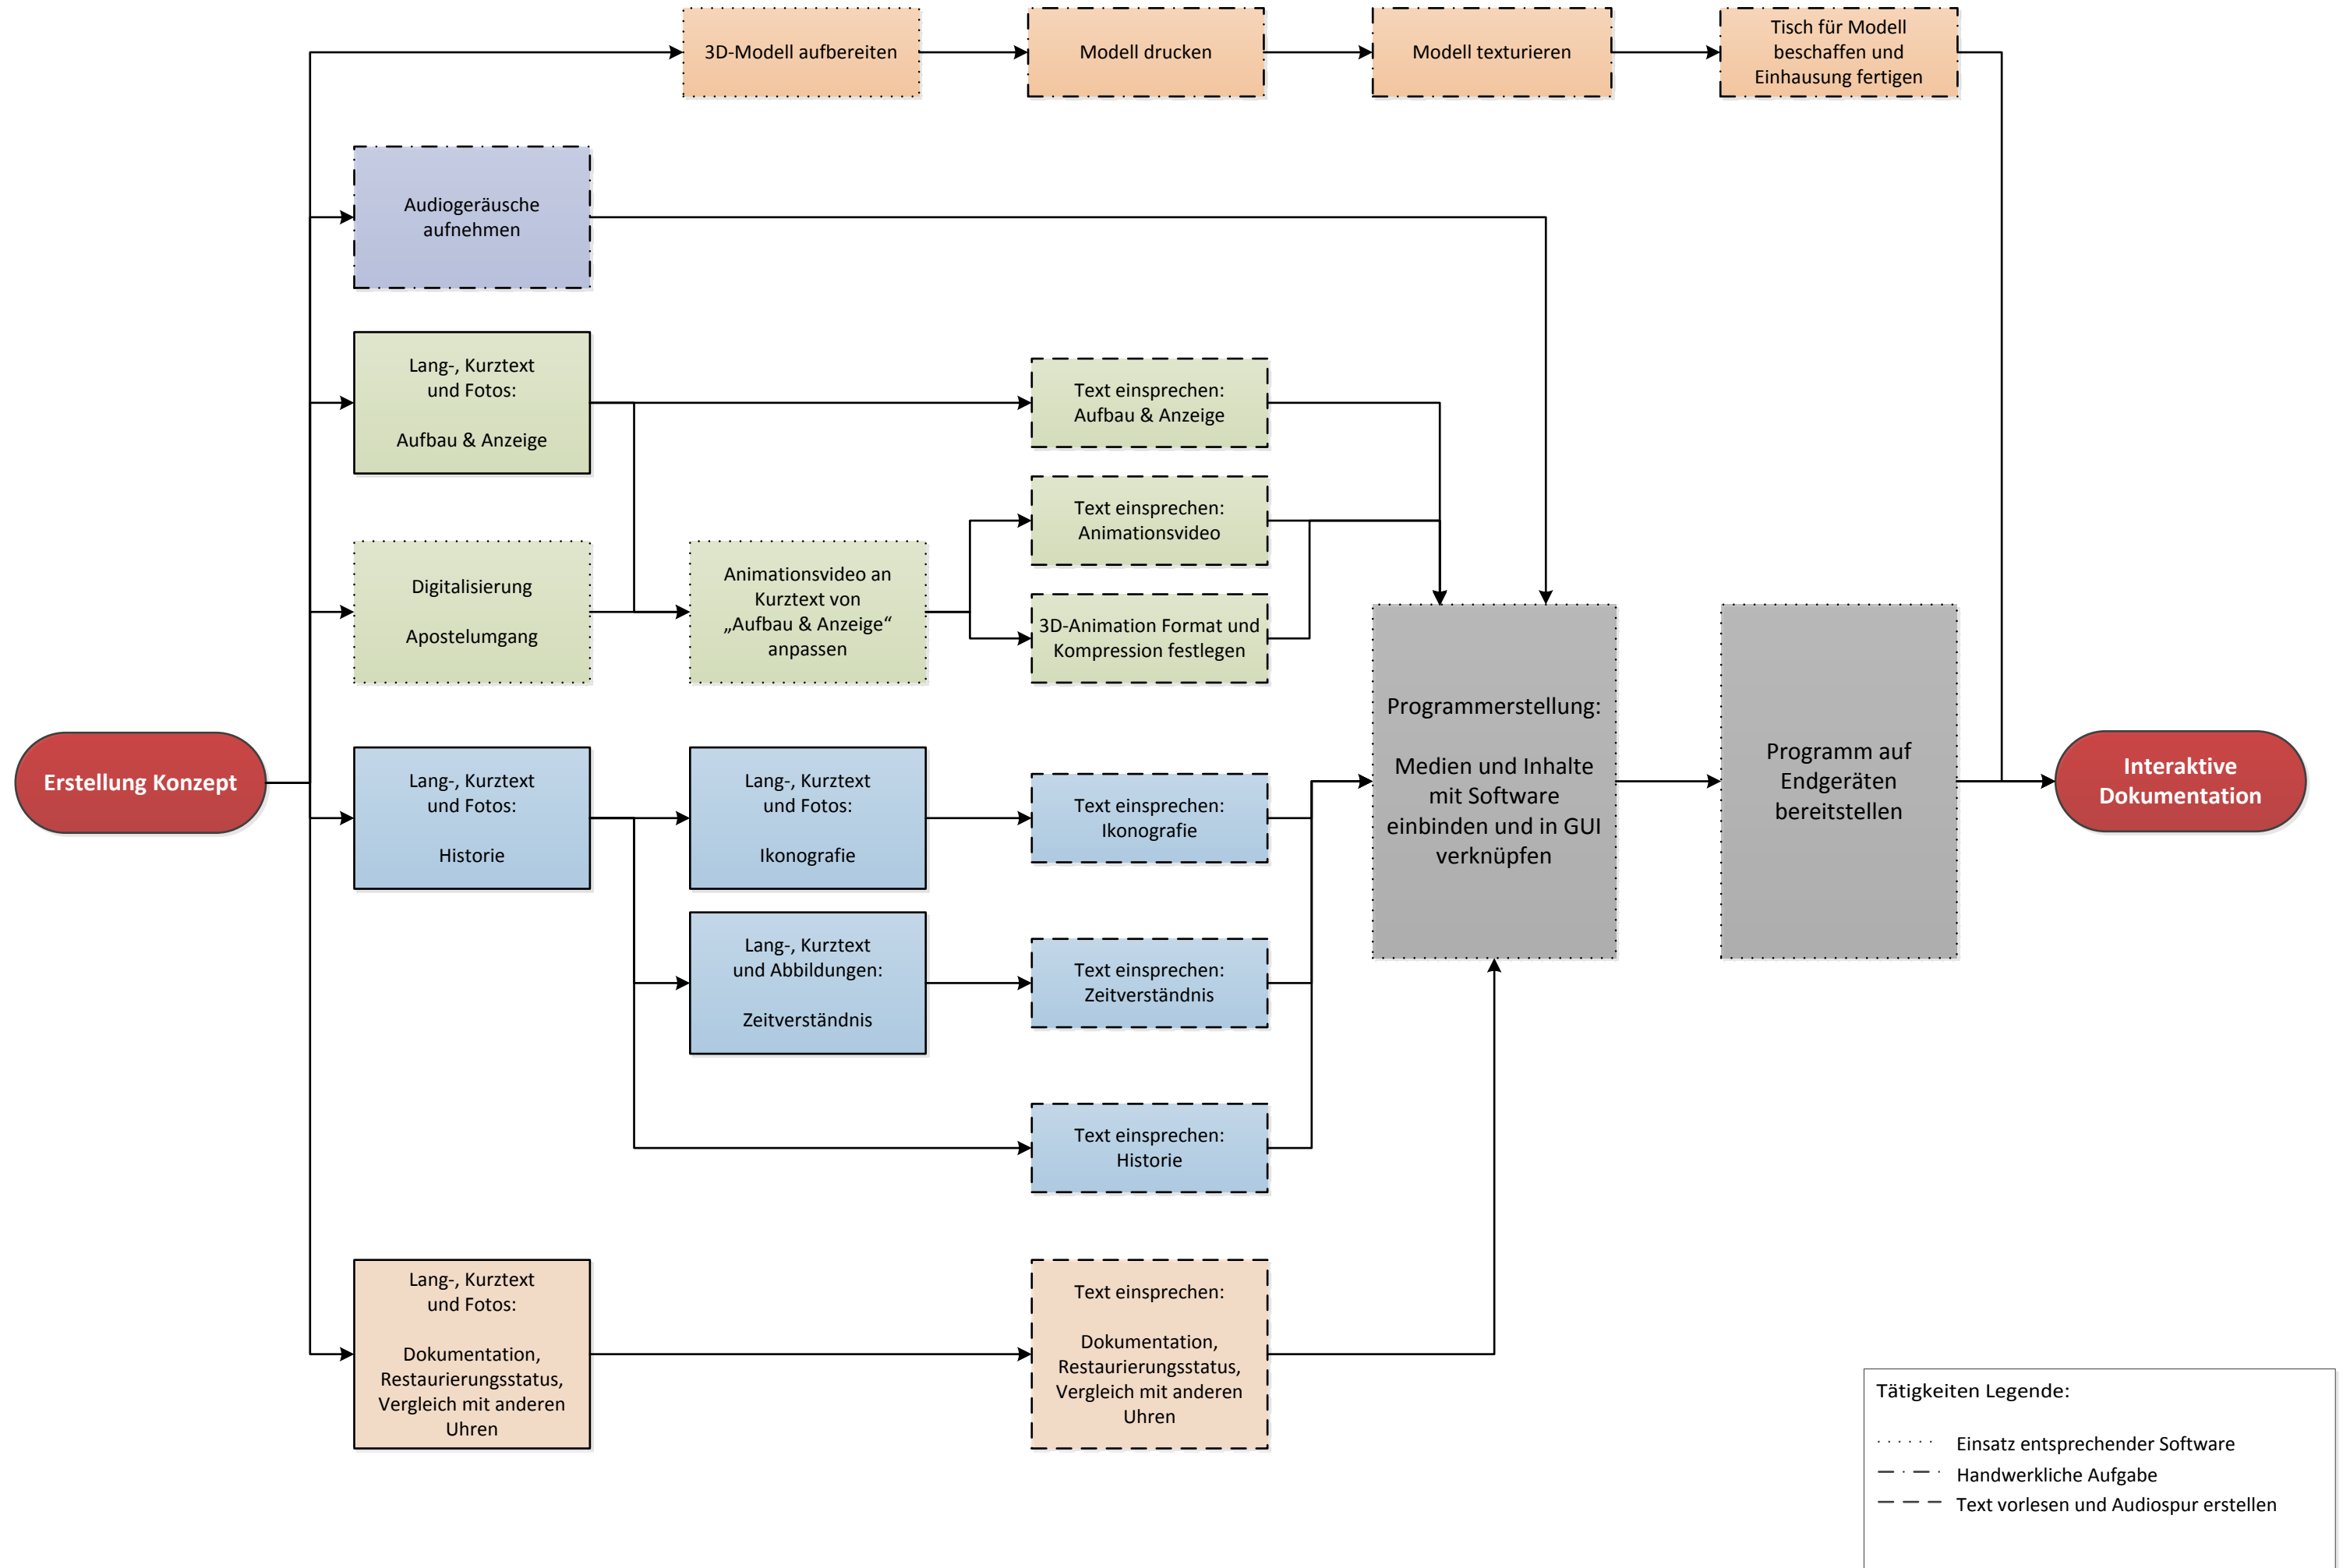 3D-Modell aufbereiten
Modell drucken
Modell texturieren
Tisch für Modell
beschaffen und
Einhausung fertigen
Audiogeräusche
aufnehmen
Lang-, Kurztext
und Fotos:
Aufbau & Anzeige
Text einsprechen:
Aufbau & Anzeige
Text einsprechen:
Animationsvideo
Digitalisierung
Apostelumgang
Animationsvideo an
Kurztext von
„Aufbau & Anzeige“
anpassen
3D-Animation Format und
Kompression festlegen
Erstellung Konzept
Lang-, Kurztext
und Fotos:
Historie
Lang-, Kurztext
und Fotos:
Ikonografie
Text einsprechen:
Ikonografie
Programmerstellung:
Medien und Inhalte
mit Software
einbinden und in GUI
verknüpfen
Programm auf
Endgeräten
bereitstellen
Interaktive
Dokumentation
Lang-, Kurztext
und Abbildungen:
Zeitverständnis
Text einsprechen:
Zeitverständnis
Text einsprechen:
Historie
Lang-, Kurztext
und Fotos:
Dokumentation,
Restaurierungsstatus,
Vergleich mit anderen
Uhren
Text einsprechen:
Dokumentation,
Restaurierungsstatus,
Vergleich mit anderen
Uhren
Tätigkeiten Legende:
Einsatz entsprechender Software
Handwerkliche Aufgabe
Text vorlesen und Audiospur erstellen